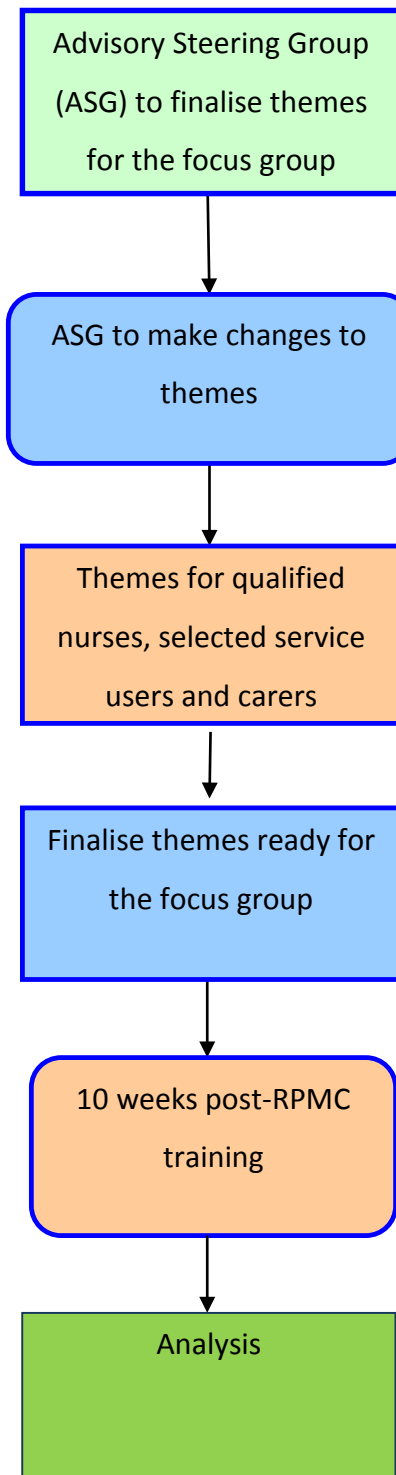 Advisory Steering Group
(ASG) to finalise themes
for the focus group
ASG to make changes to
themes
Themes for qualified
nurses, selected service
users and carers
Finalise themes ready for
the focus group
10 weeks post-RPMC
training
Analysis